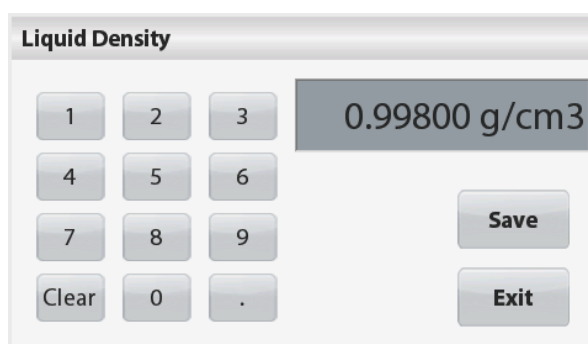 Liquid Density
0.99800 g/cm3
1 2 3
4 5 6
7 8 9
Clear 0 .
Save
Exit